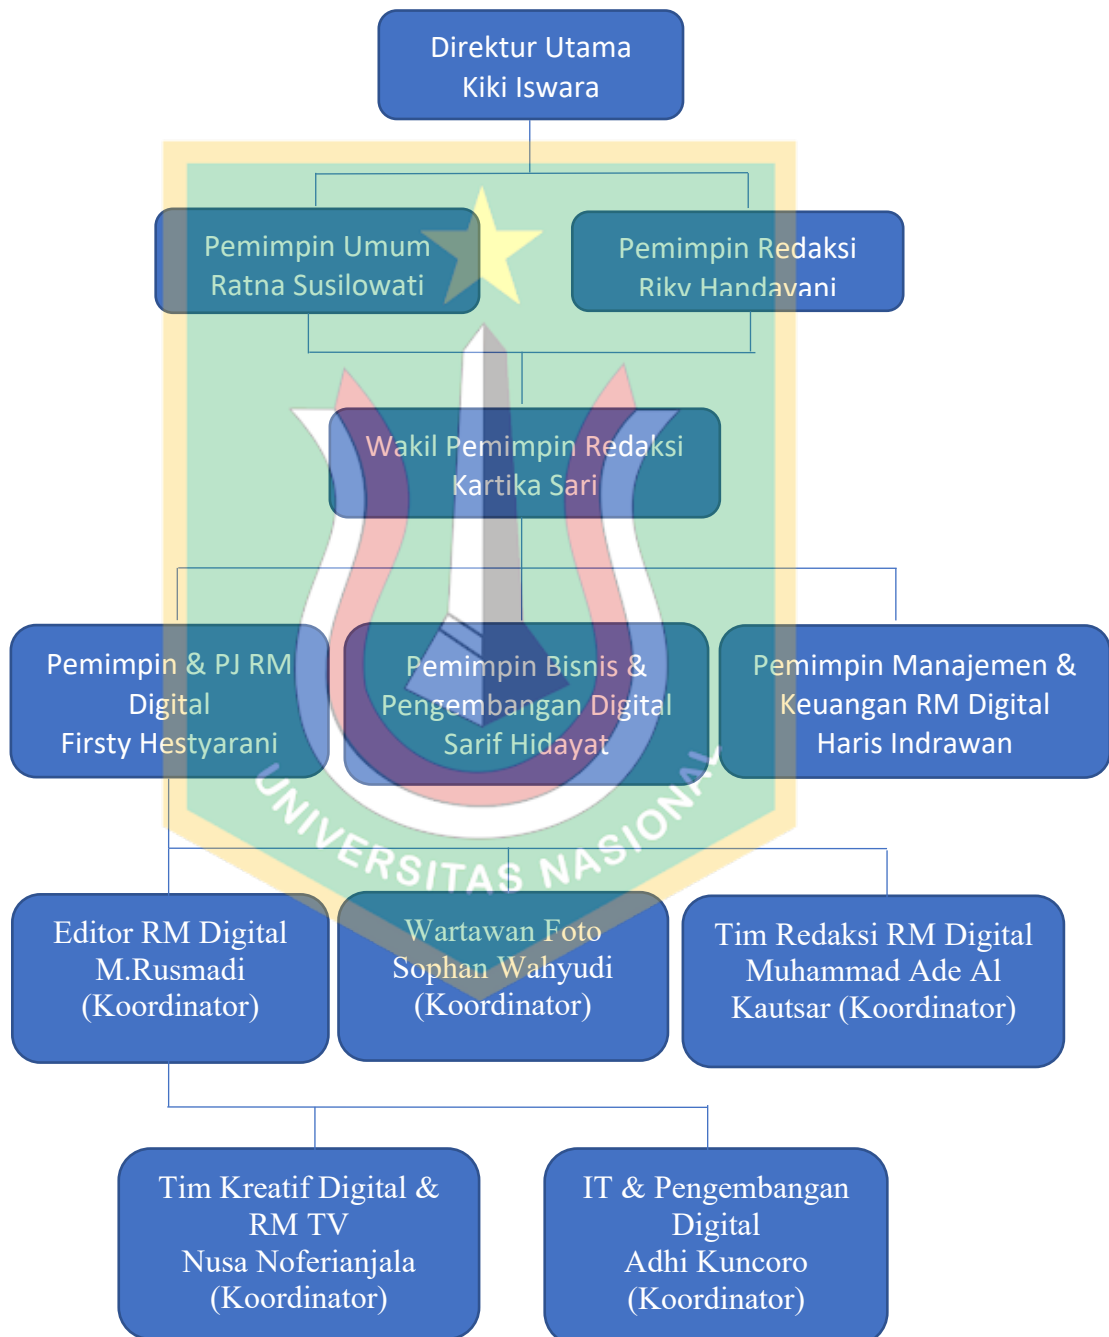 Direktur Utama
Kiki Iswara
Pemimpin Umum
Ratna Susilowati
Pemimpin Redaksi
Riky Handayani
Wakil Pemimpin Redaksi
Kartika Sari
Pemimpin & PJ RM
Digital
Firsty Hestyarani
Pemimpin Bisnis &
Pengembangan Digital
Sarif Hidayat
Pemimpin Manajemen &
Keuangan RM Digital
Haris Indrawan
UNIVERSITAS NASIONAL
Editor RM Digital
M.Rusmadi
(Koordinator)
Wartawan Foto
Sophan Wahyudi
(Koordinator)
Tim Redaksi RM Digital
Muhammad Ade Al
Kautsar (Koordinator)
Tim Kreatif Digital &
RM TV
Nusa Noferianjala
(Koordinator)
IT & Pengembangan
Digital
Adhi Kuncoro
(Koordinator)